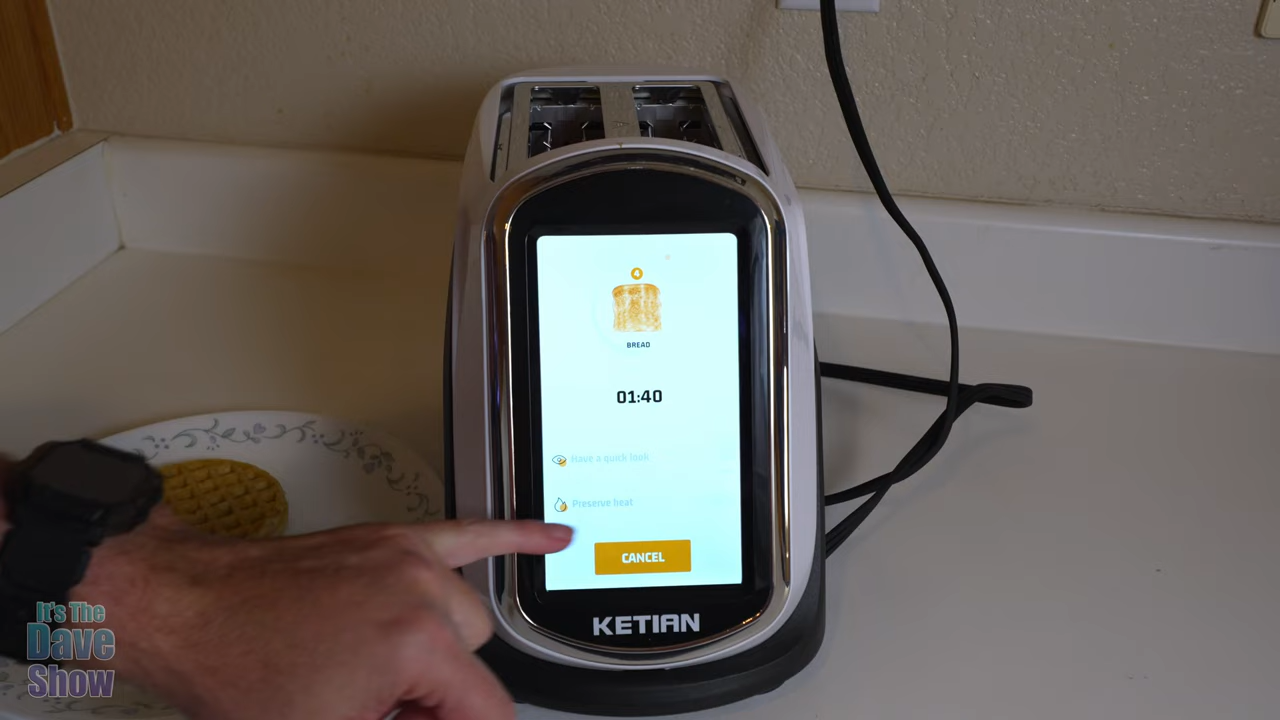 4
BREAD
01:40
Have a quick look
Preserve heat
CANCEL
KETIAN
It's The
Dave
Show